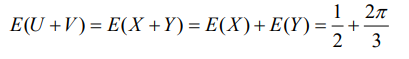 E(U + V) = E(X + Y) = E(X) + E(Y) = 1/2 + 2π/3